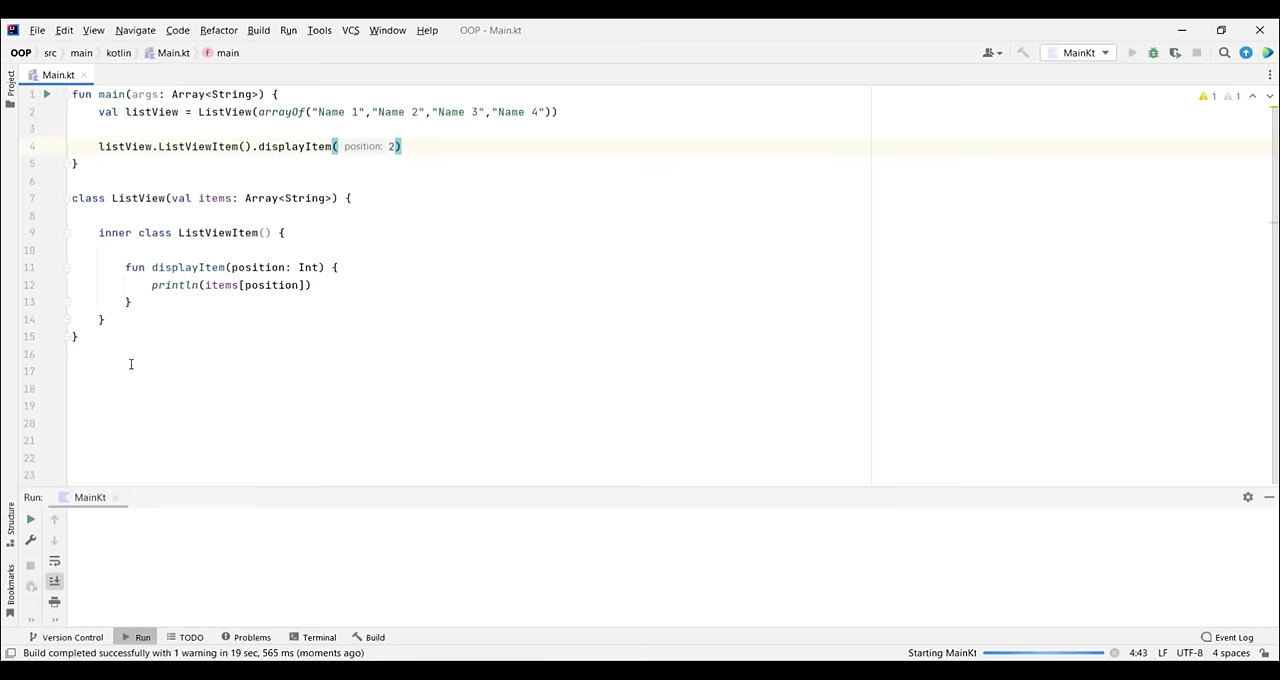 File Edit View Navigate Code Refactor Build Run Tools VCS Window Help OOP - Main.kt
OOP src main kotlin Main.kt main MainKt
Project Main.kt
1 fun main(args: Array<String>) {
2 val listView = ListView(arrayOf("Name 1","Name 2","Name 3","Name 4")) 1 1
3
4 listView.ListViewItem().displayItem( position: 2)
5 }
6
7 class ListView(val items: Array<String>) {
8
9 inner class ListViewItem() {
10
11 fun displayItem(position: Int) {
12 println(items[position])
13 }
14 }
15 }
16
17
18
19
20
21
22
23
Run: MainKt
Structure
Bookmarks
Version Control Run TODO Problems Terminal Build Event Log
Build completed successfully with 1 warning in 19 sec, 565 ms (moments ago) Starting MainKt 4:43 LF UTF-8 4 spaces